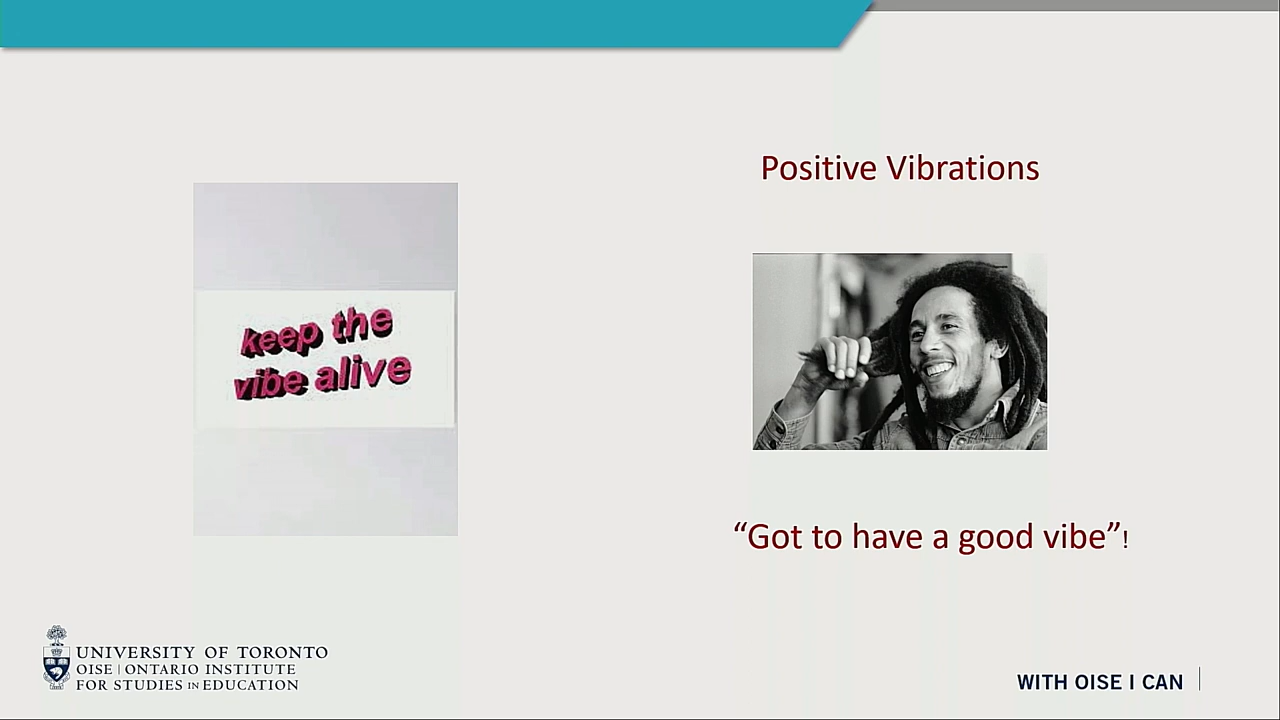 Positive Vibrations
keep the
vibe alive
“Got to have a good vibe”!
UNIVERSITY OF TORONTO
OISE | ONTARIO INSTITUTE
FOR STUDIES IN EDUCATION
WITH OISE I CAN